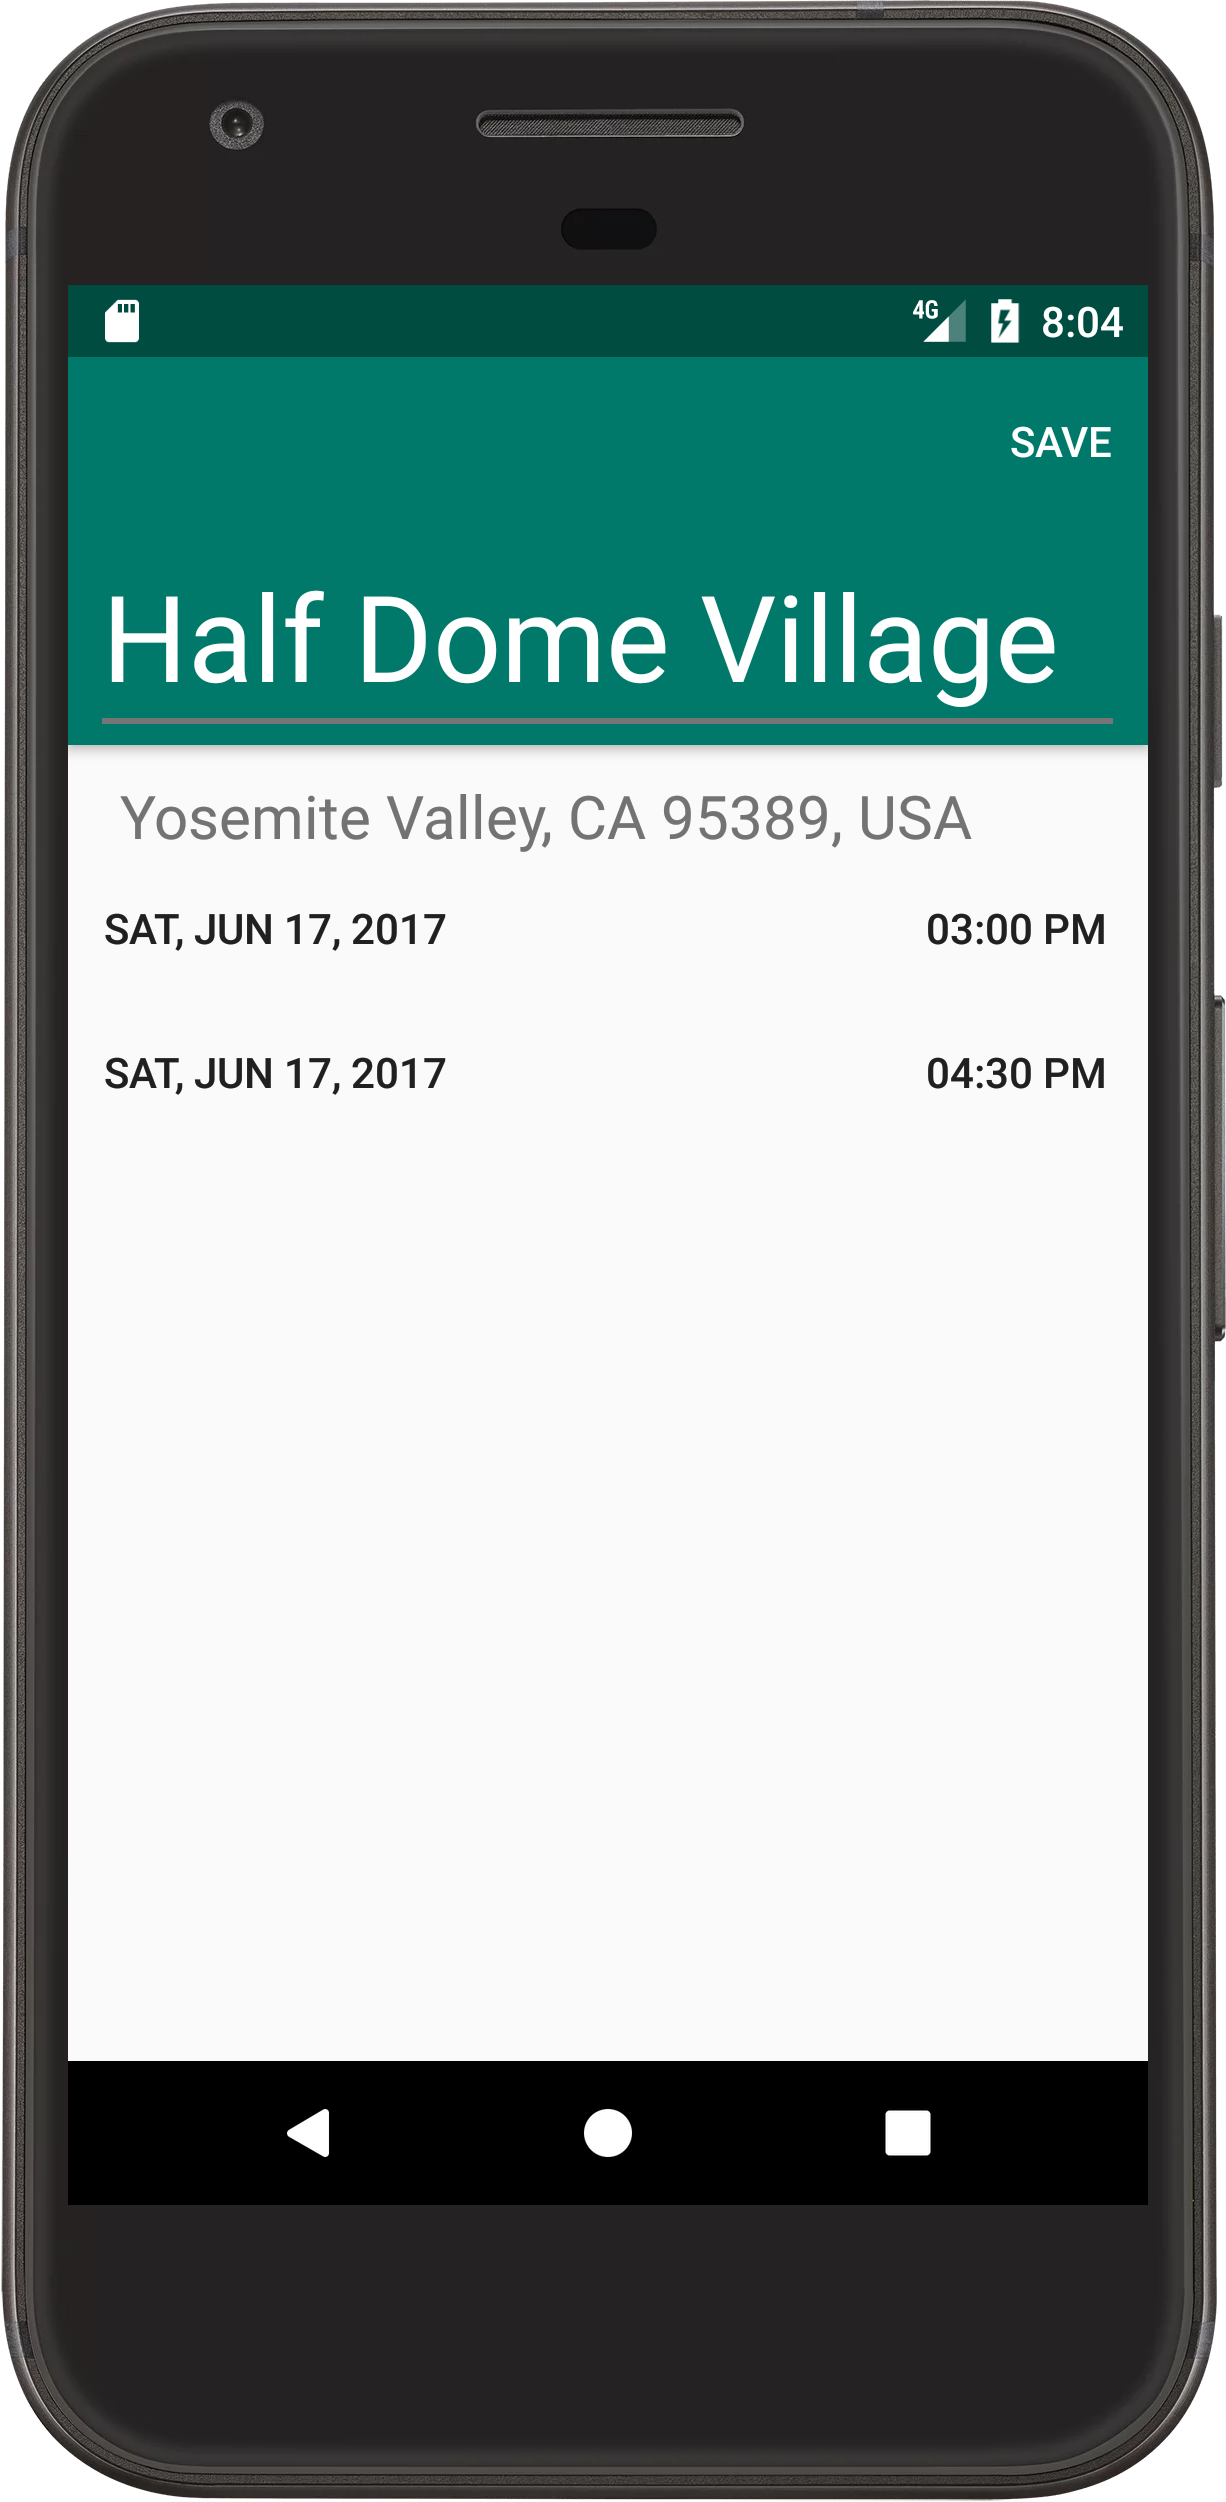 4G 8:04
SAVE
Half Dome Village
Yosemite Valley, CA 95389, USA
SAT, JUN 17, 2017 03:00 PM
SAT, JUN 17, 2017 04:30 PM